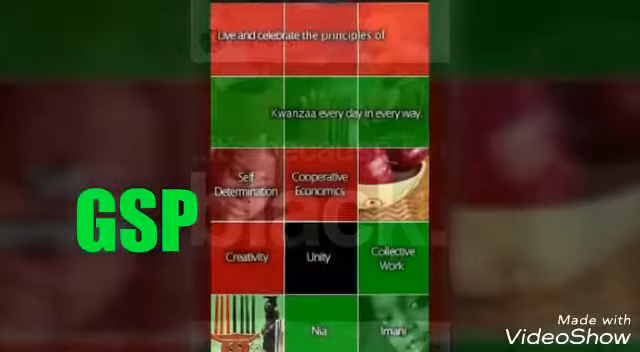 Live and celebrate the principles of
Kwanzaa every day in every way.
Self
Determination
Cooperative
Economics
GSP
black.
Creativity
Unity
Collective
Work
Nia
Imani
Made with
VideoShow